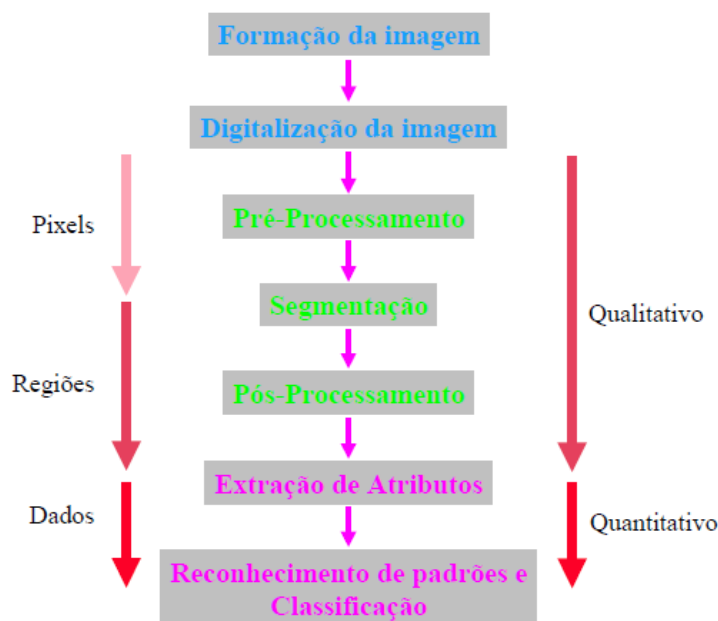 Formação da imagem
Digitalização da imagem
Pixels
Pré-Processamento
Segmentação
Qualitativo
Regiões
Pós-Processamento
Extração de Atributos
Dados
Quantitativo
Reconhecimento de padrões e
Classificação